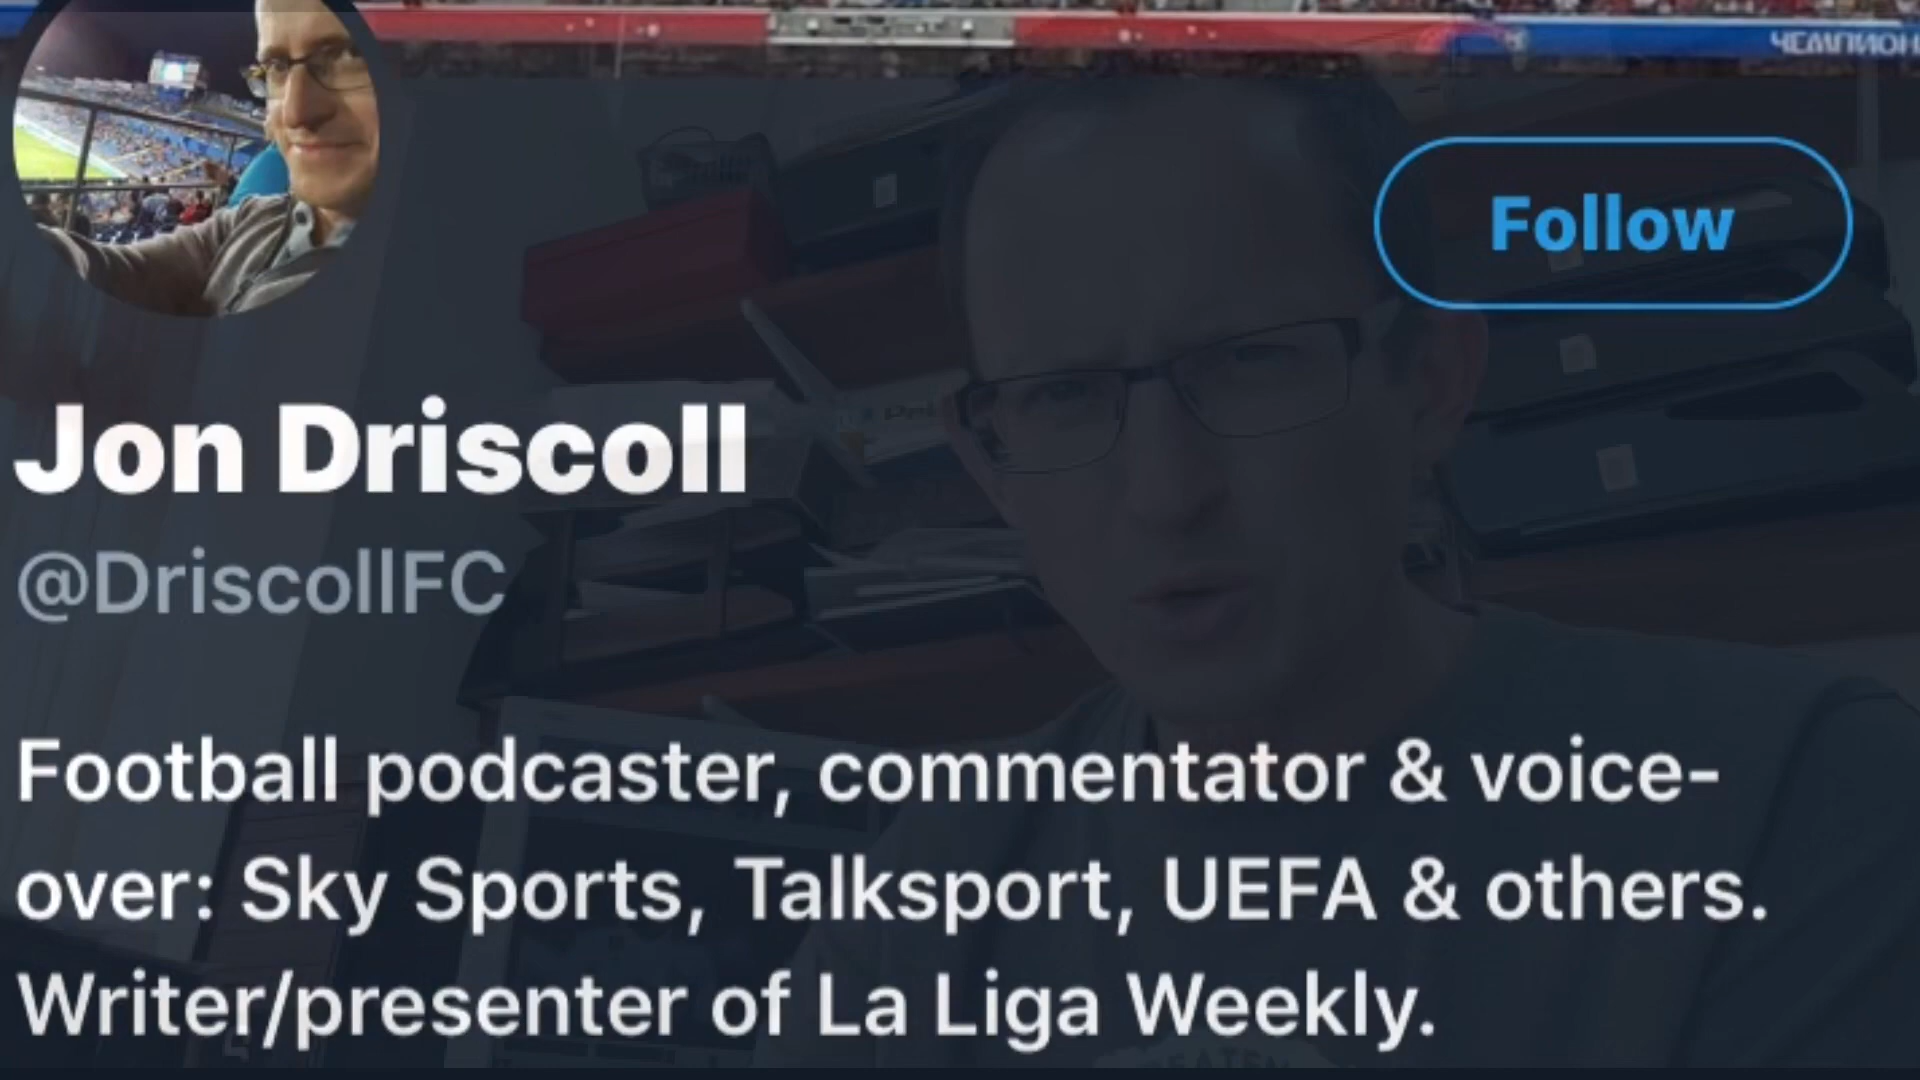 ЧЕМПИОН
Follow
Jon Driscoll
@DriscollFC
Football podcaster, commentator & voice-
over: Sky Sports, Talksport, UEFA & others.
Writer/presenter of La Liga Weekly.